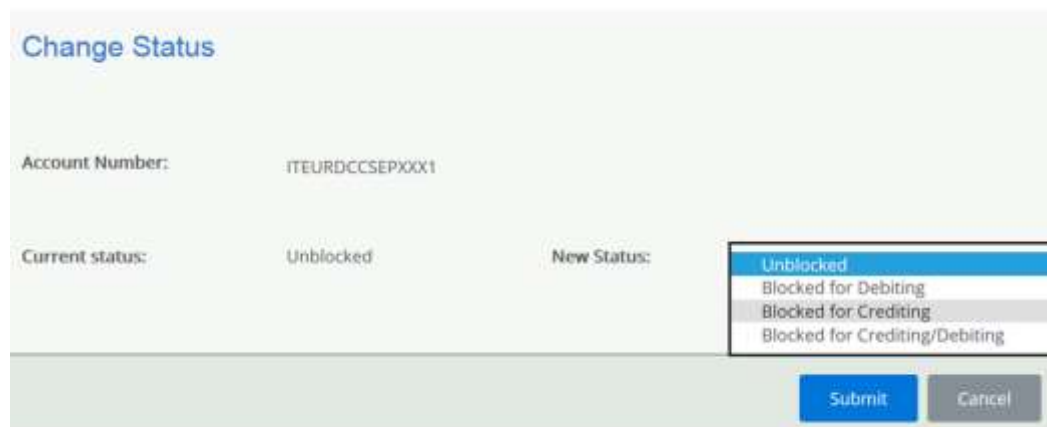 Change Status
Account Number: ITEURDCCSEPXXX1
Current status: Unblocked New Status: Unblocked
Blocked for Debiting
Blocked for Crediting
Blocked for Crediting/Debiting
Submit Cancel